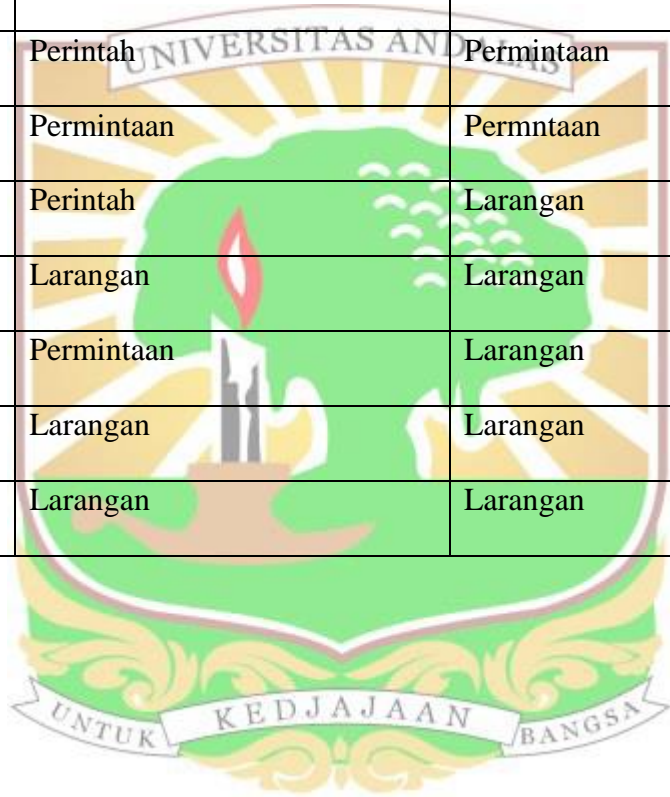 UNIVERSITAS ANDALAS
Perintah Permintaan
Permintaan Permntaan
Perintah Larangan
Larangan Larangan
Permintaan Larangan
Larangan Larangan
Larangan Larangan
UNTUK KEDJAJAAN BANGSA